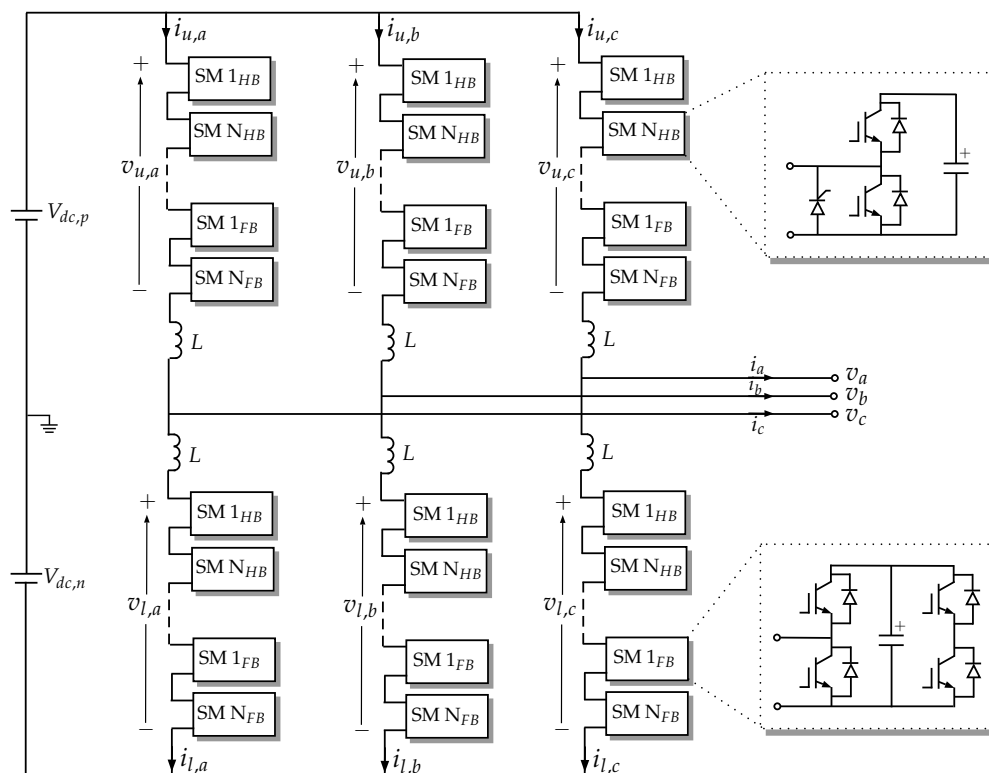 i_{u,a} i_{u,b} i_{u,c}
+ + +
SM 1_{HB} SM 1_{HB} SM 1_{HB}
SM N_{HB} SM N_{HB} SM N_{HB}
+
v_{u,a} v_{u,b} v_{u,c}
V_{dc,p}
SM 1_{FB} SM 1_{FB} SM 1_{FB}
SM N_{FB} SM N_{FB} SM N_{FB}
− − −
L L L
i_a v_a
i_b v_b
i_c v_c
L L L
+ + +
SM 1_{HB} SM 1_{HB} SM 1_{HB}
SM N_{HB} SM N_{HB} SM N_{HB}
V_{dc,n}
v_{l,a} v_{l,b} v_{l,c}
+
SM 1_{FB} SM 1_{FB} SM 1_{FB}
SM N_{FB} SM N_{FB} SM N_{FB}
− − −
i_{l,a} i_{l,b} i_{l,c}